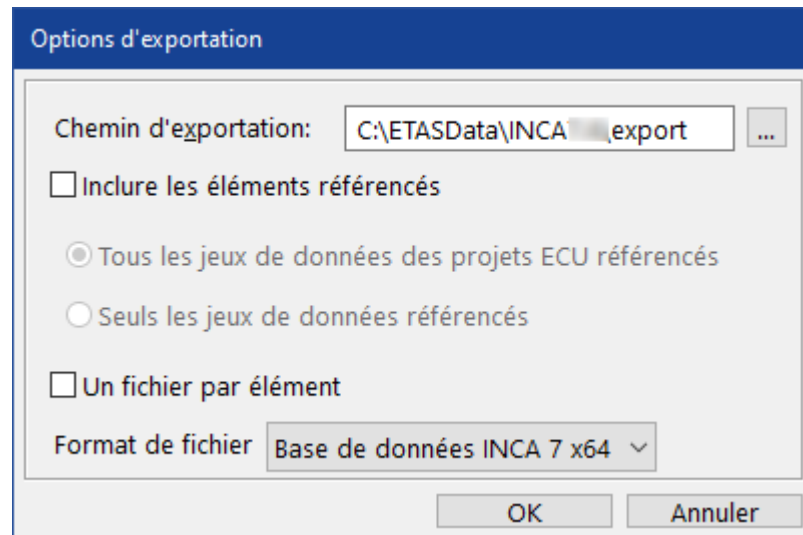 Options d'exportation
Chemin d'exportation: C:\ETASData\INCA \export ...
Inclure les éléments référencés
Tous les jeux de données des projets ECU référencés
Seuls les jeux de données référencés
Un fichier par élément
Format de fichier Base de données INCA 7 x64
OK Annuler